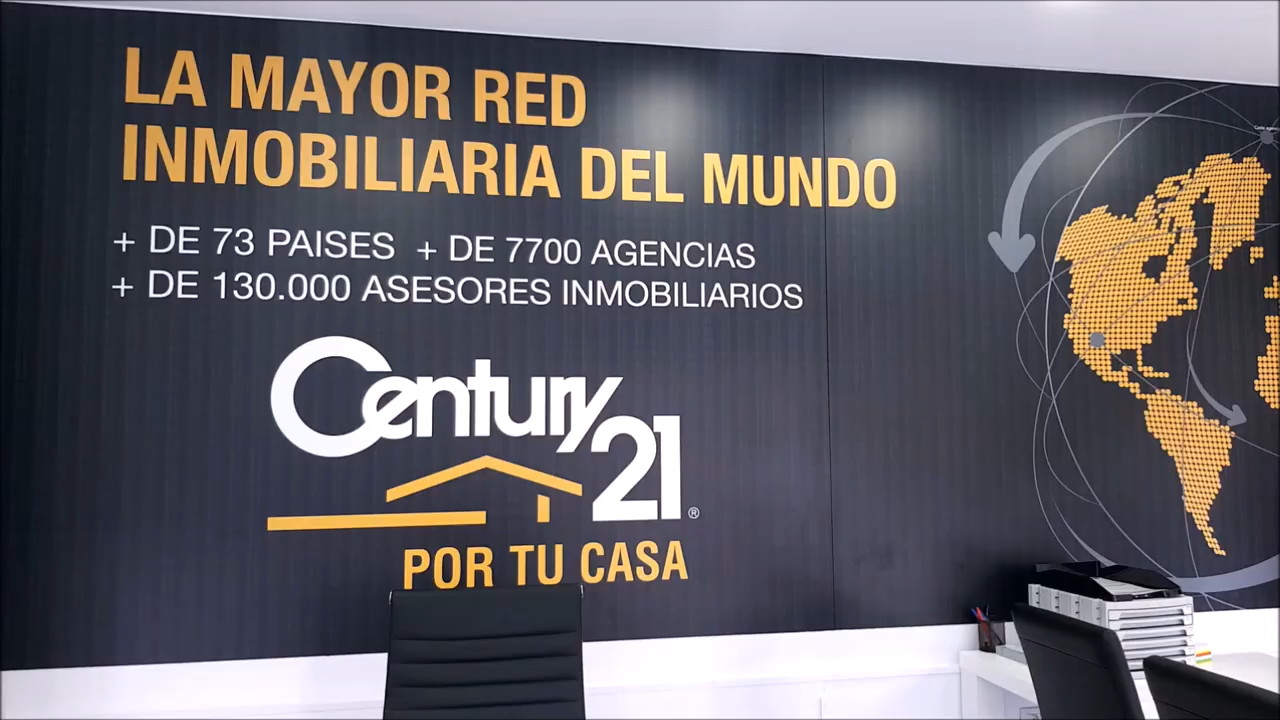 LA MAYOR RED
INMOBILIARIA DEL MUNDO
+ DE 73 PAISES + DE 7700 AGENCIAS
+ DE 130.000 ASESORES INMOBILIARIOS
Century
21®
POR TU CASA